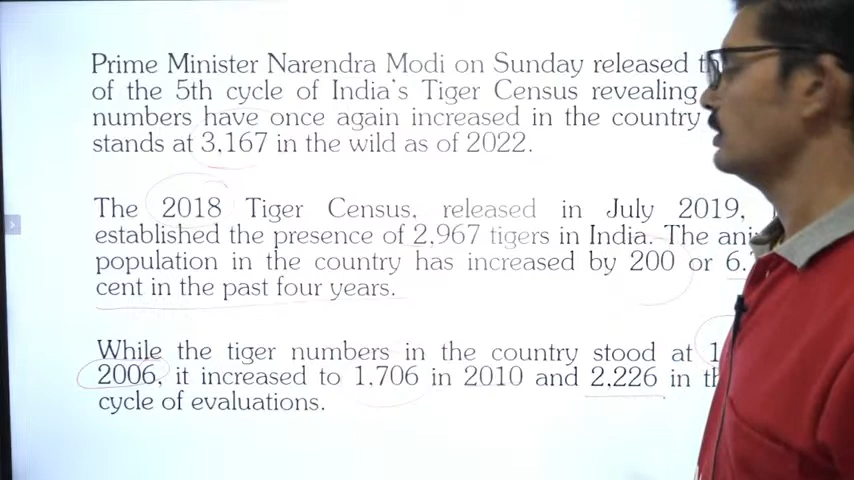 Prime Minister Narendra Modi on Sunday released
of the 5th cycle of India's Tiger Census revealing
numbers have once again increased in the country
stands at 3,167 in the wild as of 2022.
The 2018 Tiger Census, released in July 2019,
established the presence of 2,967 tigers in India. The
population in the country has increased by 200 or 6.
cent in the past four years.
While the tiger numbers in the country stood at
2006, it increased to 1,706 in 2010 and 2,226 in
cycle of evaluations.